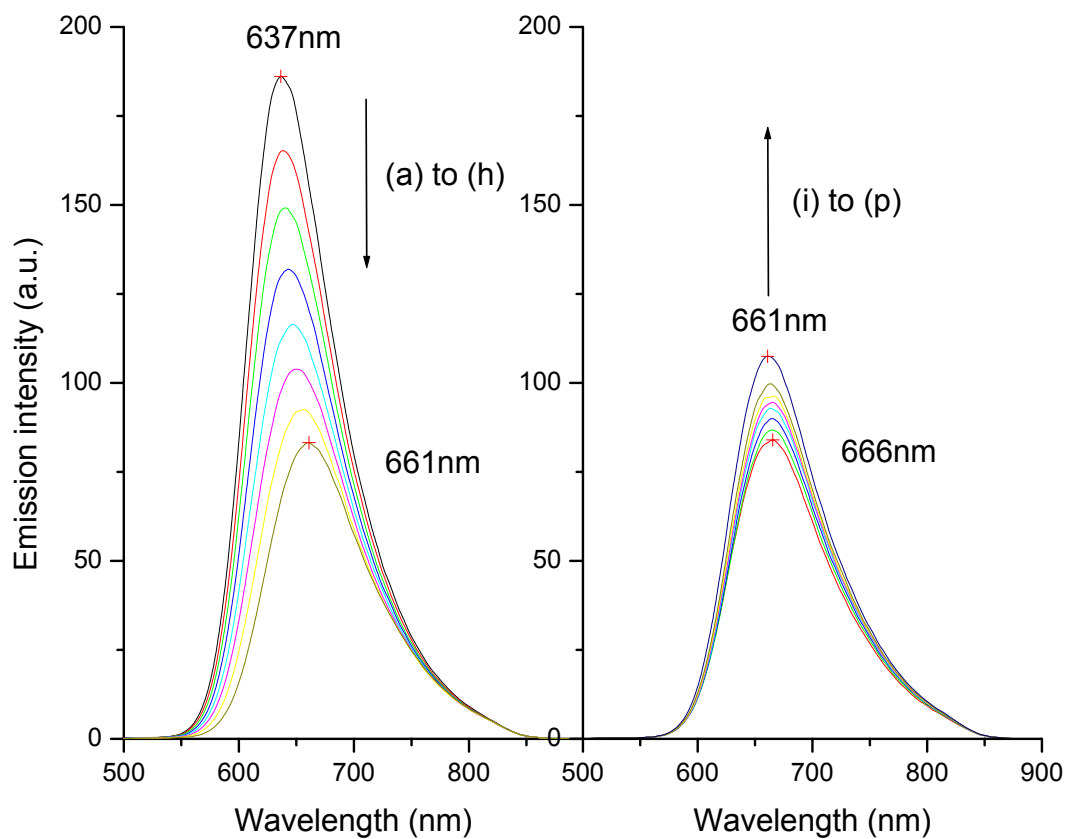 200
150
100
50
0
500
600
700
800
Emission intensity (a.u.)
Wavelength (nm)
637nm
(a) to (h)
661nm
200
150
100
50
0
500
600
700
800
900
Wavelength (nm)
(i) to (p)
661nm
666nm